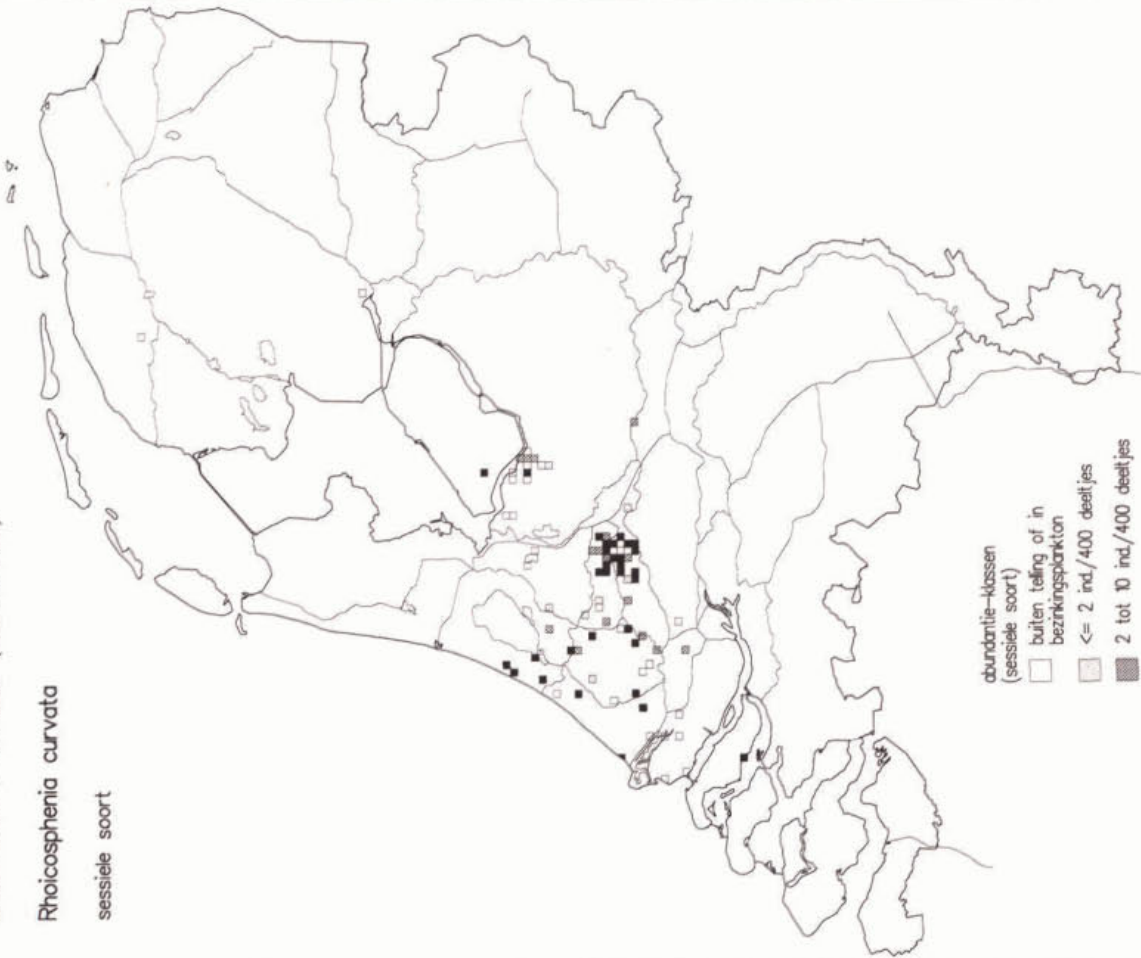 Rhoicosphenia curvata
sessiele soort
abundantie-klassen
(sessiele soort)
buiten telling of in
bezinkingsplankton
<= 2 ind./400 deeltjes
2 tot 10 ind./400 deeltjes